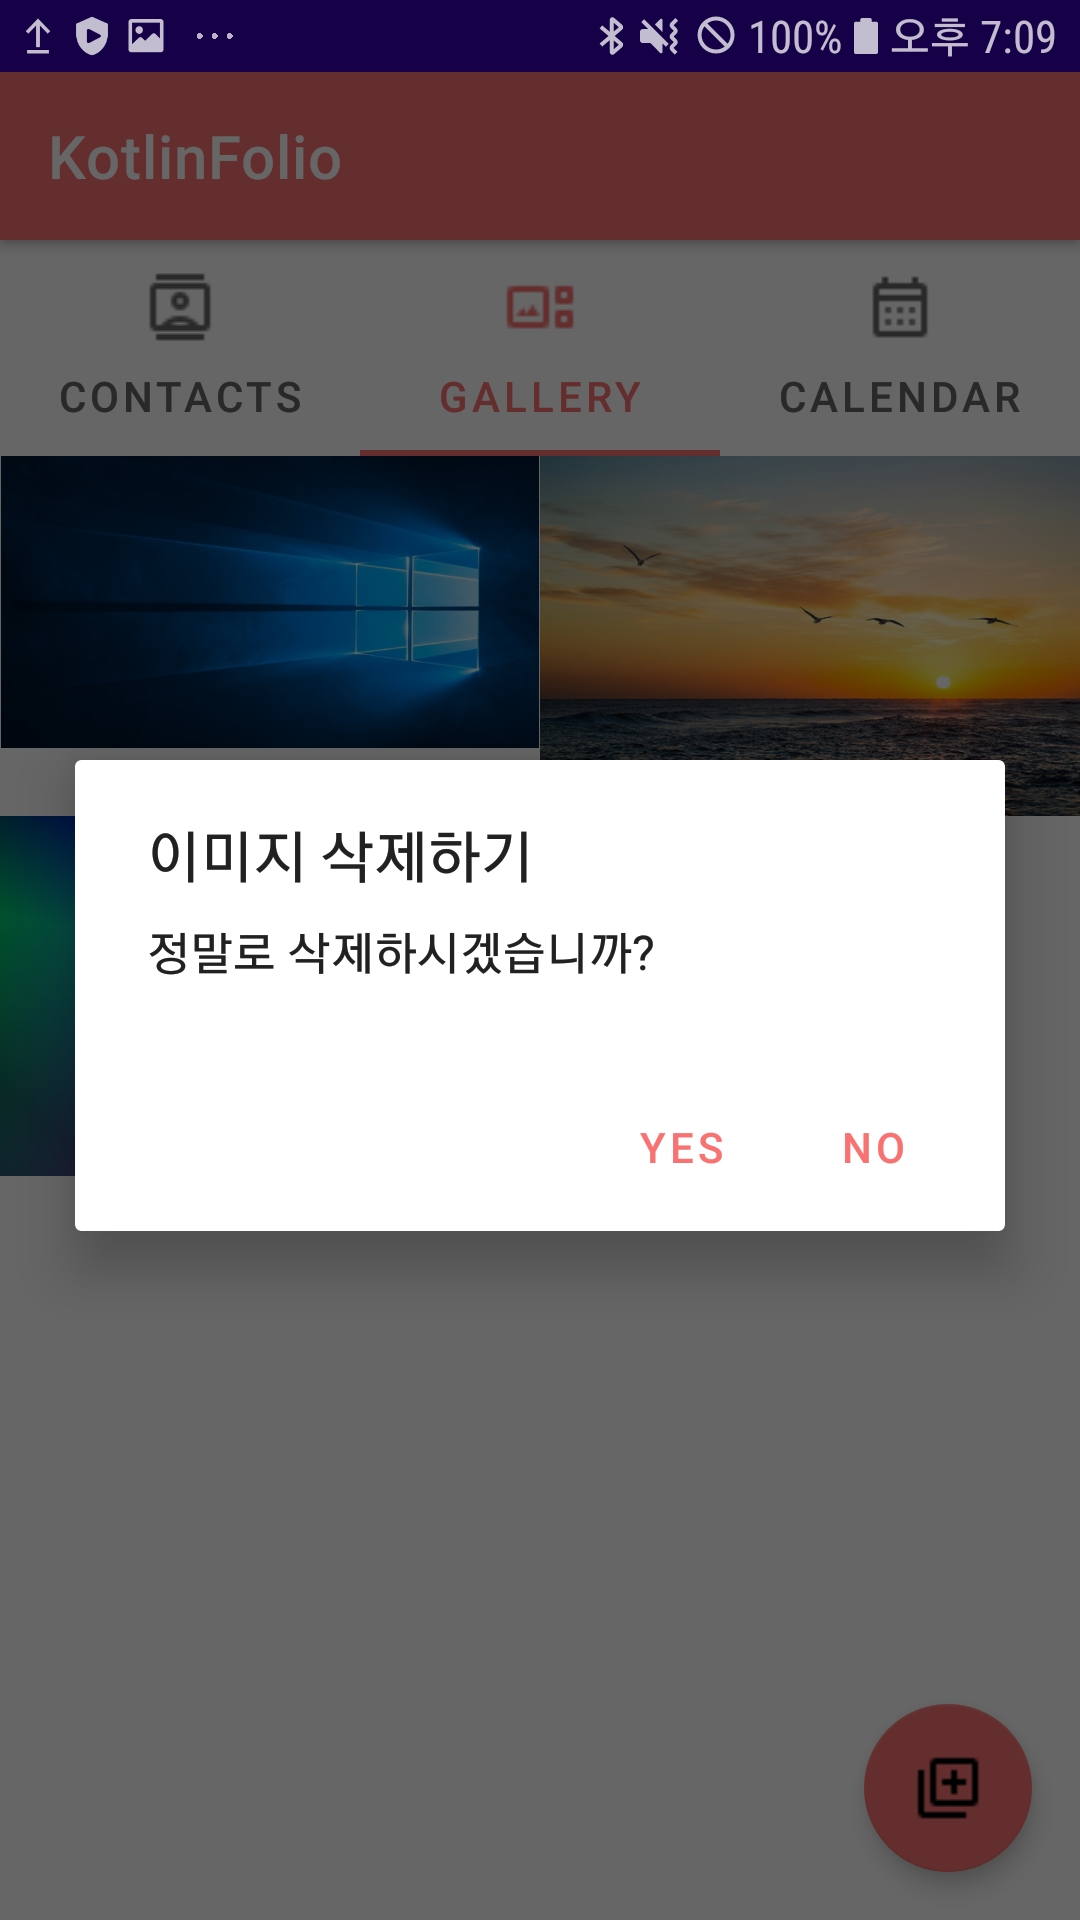 100% 오후 7:09
KotlinFolio
CONTACTS GALLERY CALENDAR
이미지 삭제하기
정말로 삭제하시겠습니까?
YES NO